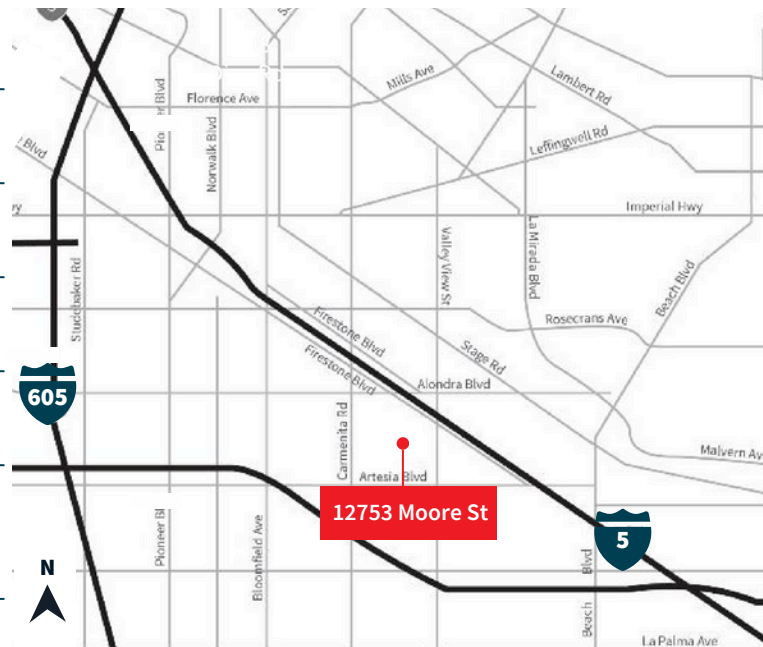 Mills Ave
Lambert Rd
Florence Ave
Pioneer Blvd
Norwalk Blvd
Leffingwell Rd
Blvd
Imperial Hwy
La Mirada Blvd
Valley View St
Studebaker Rd
Beach Blvd
Firestone Blvd
Rosecrans Ave
Stage Rd
Firestone Blvd
Alondra Blvd
605
Carmenita Rd
Malvern Av
Artesia Blvd
12753 Moore St
Pioneer Bl
Bloomfield Ave
5
Beach Blvd
N
La Palma Ave